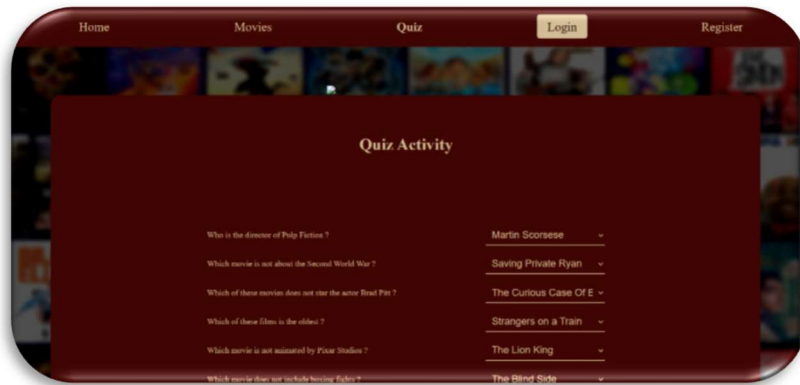 Home Movies Quiz Login Register
Quiz Activity
Who is the director of Pulp Fiction ? Martin Scorsese
Which movie is not about the Second World War ? Saving Private Ryan
Which of these movies does not star the actor Brad Pitt ? The Curious Case Of E
Which of these films is the oldest ? Strangers on a Train
Which movie is not animated by Pixar Studios ? The Lion King
Which movie does not include boxing fights ? The Blind Side